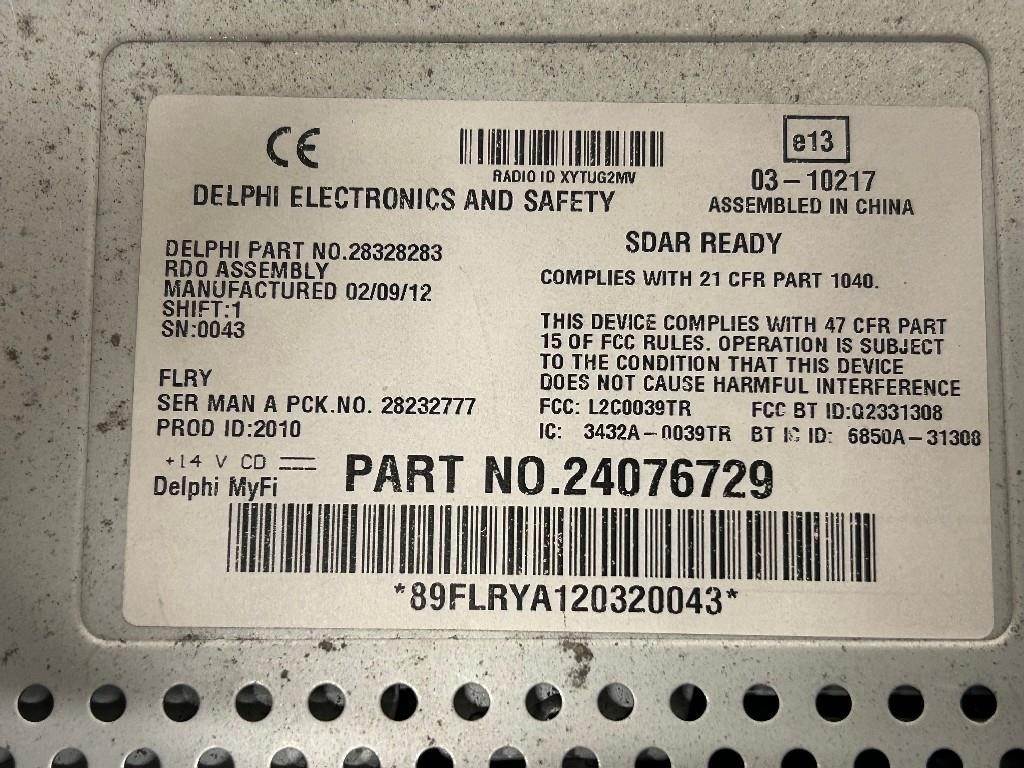 CE
RADIO ID XYTUG2MV
e13
03-10217
DELPHI ELECTRONICS AND SAFETY
ASSEMBLED IN CHINA
SDAR READY
DELPHI PART NO.28328283
RDO ASSEMBLY
MANUFACTURED 02/09/12
SHIFT:1
SN:0043
COMPLIES WITH 21 CFR PART 1040.
THIS DEVICE COMPLIES WITH 47 CFR PART
15 OF FCC RULES. OPERATION IS SUBJECT
TO THE CONDITION THAT THIS DEVICE
DOES NOT CAUSE HARMFUL INTERFERENCE
FLRY
SER MAN A PCK.NO. 28232777
PROD ID:2010
FCC: L2C0039TR FCC BT ID:Q2331308
IC: 3432A-0039TR BT IC ID: 6850A-31308
+14 V CD
Delphi MyFi
PART NO.24076729
*89FLRYA120320043*